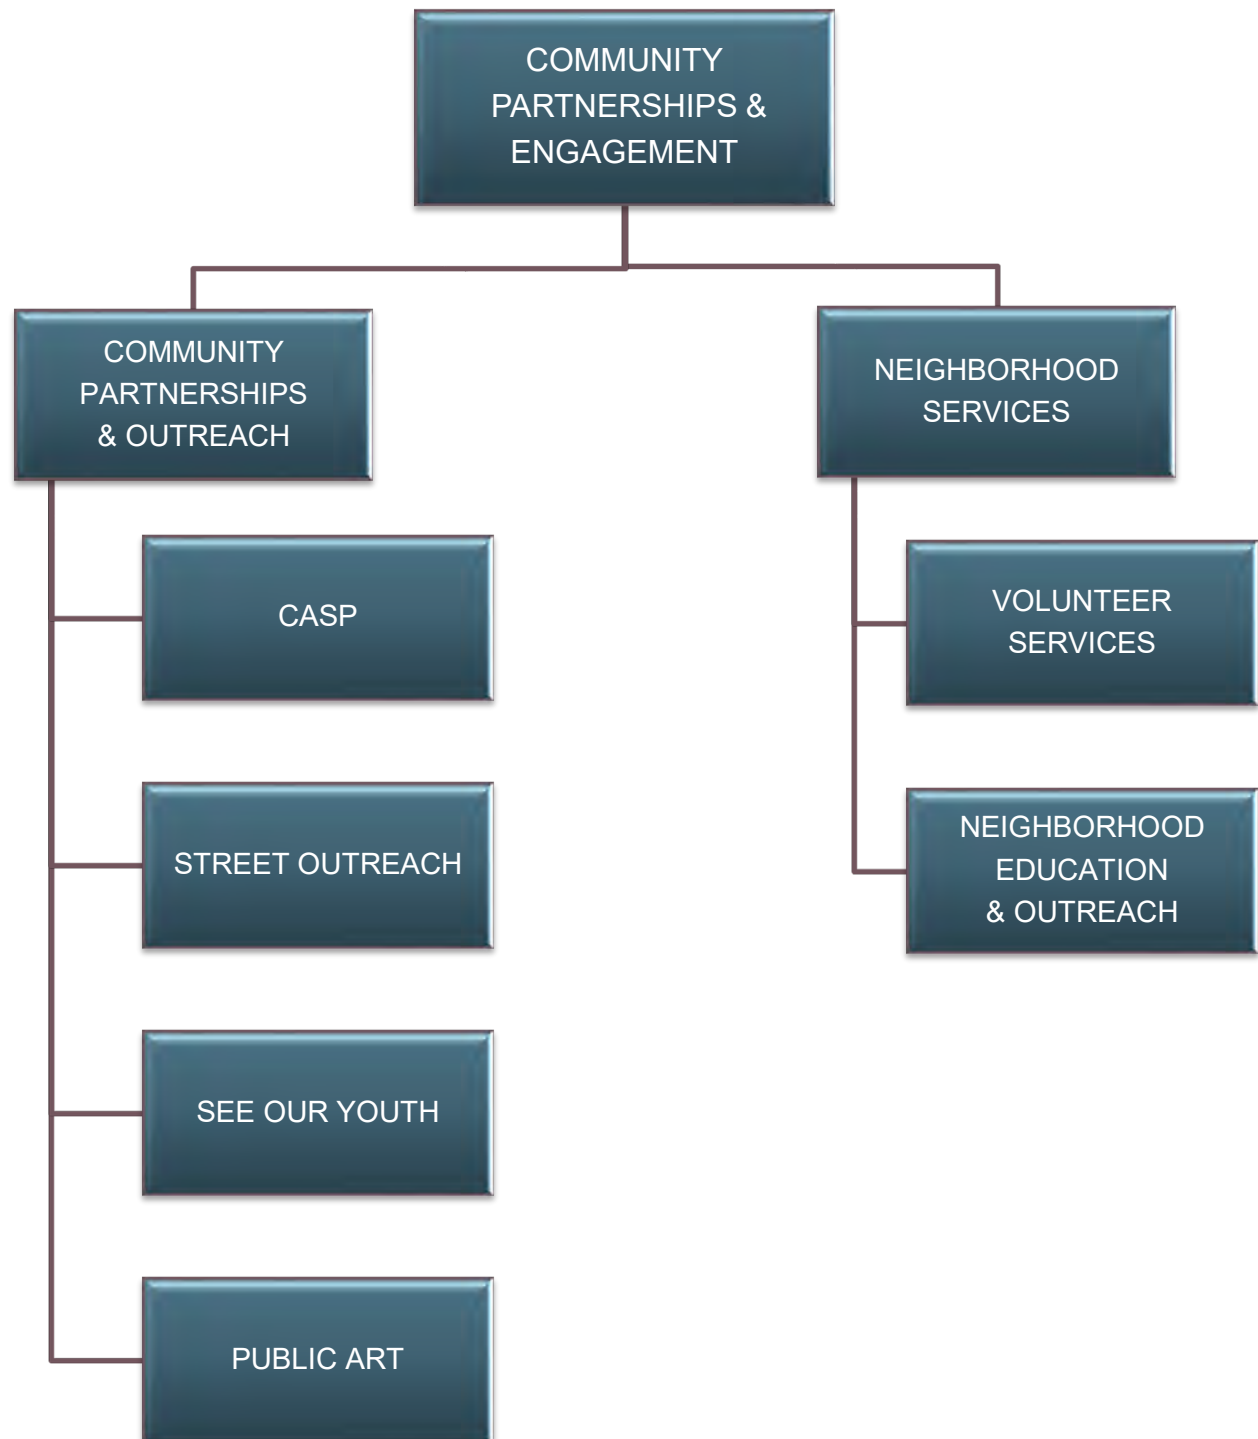 COMMUNITY
PARTNERSHIPS &
ENGAGEMENT
COMMUNITY
PARTNERSHIPS
& OUTREACH
CASP
STREET OUTREACH
SEE OUR YOUTH
PUBLIC ART
NEIGHBORHOOD
SERVICES
VOLUNTEER
SERVICES
NEIGHBORHOOD
EDUCATION
& OUTREACH